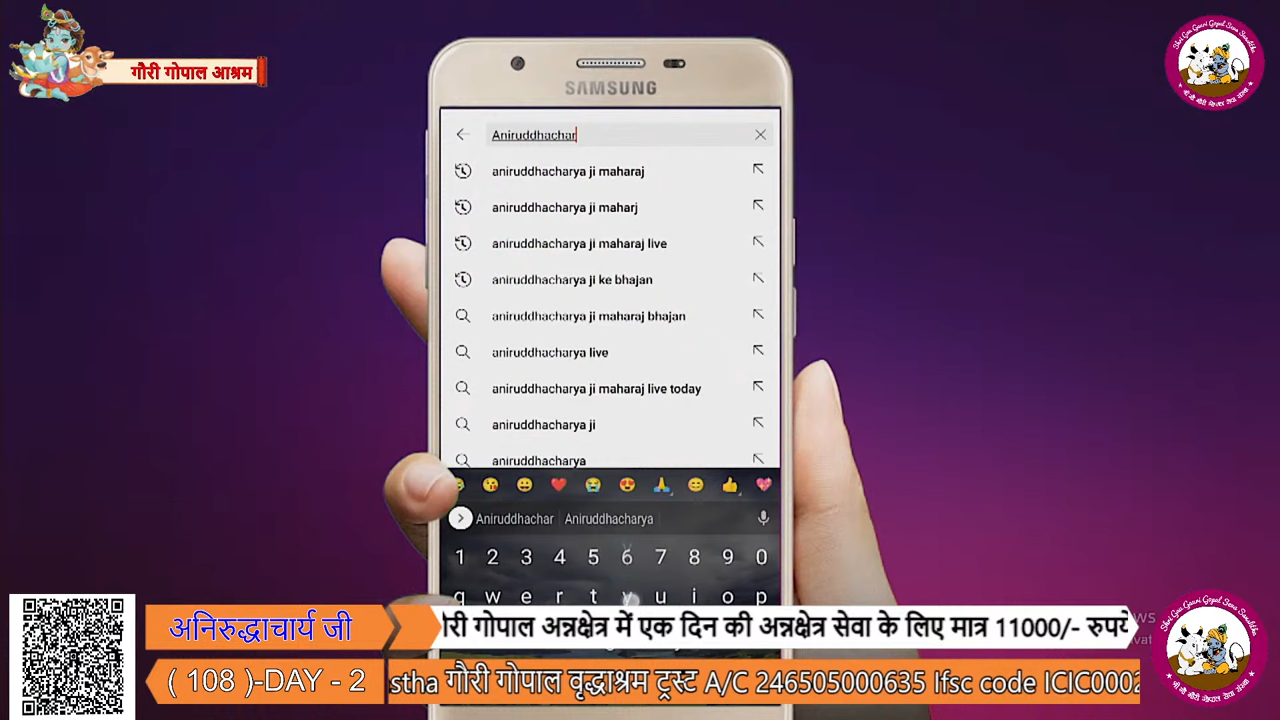 गौरी गोपाल आश्रम
SAMSUNG
Aniruddhachar
aniruddhacharya ji maharaj
aniruddhacharya ji maharj
aniruddhacharya ji maharaj live
aniruddhacharya ji ke bhajan
aniruddhacharya ji maharaj bhajan
aniruddhacharya live
aniruddhacharya ji maharaj live today
aniruddhacharya ji
aniruddhacharya
Aniruddhachar Aniruddhacharya
1 2 3 4 5 6 7 8 9 0
q w e r t y u i o p
अनिरुद्धाचार्य जी
गोपाल अन्नक्षेत्र में एक दिन की अन्नक्षेत्र सेवा के लिए मात्र 11000/-
( 108 )-DAY - 2
गौरी गोपाल वृद्धाश्रम ट्रस्ट A/C 246505000635 Ifsc code